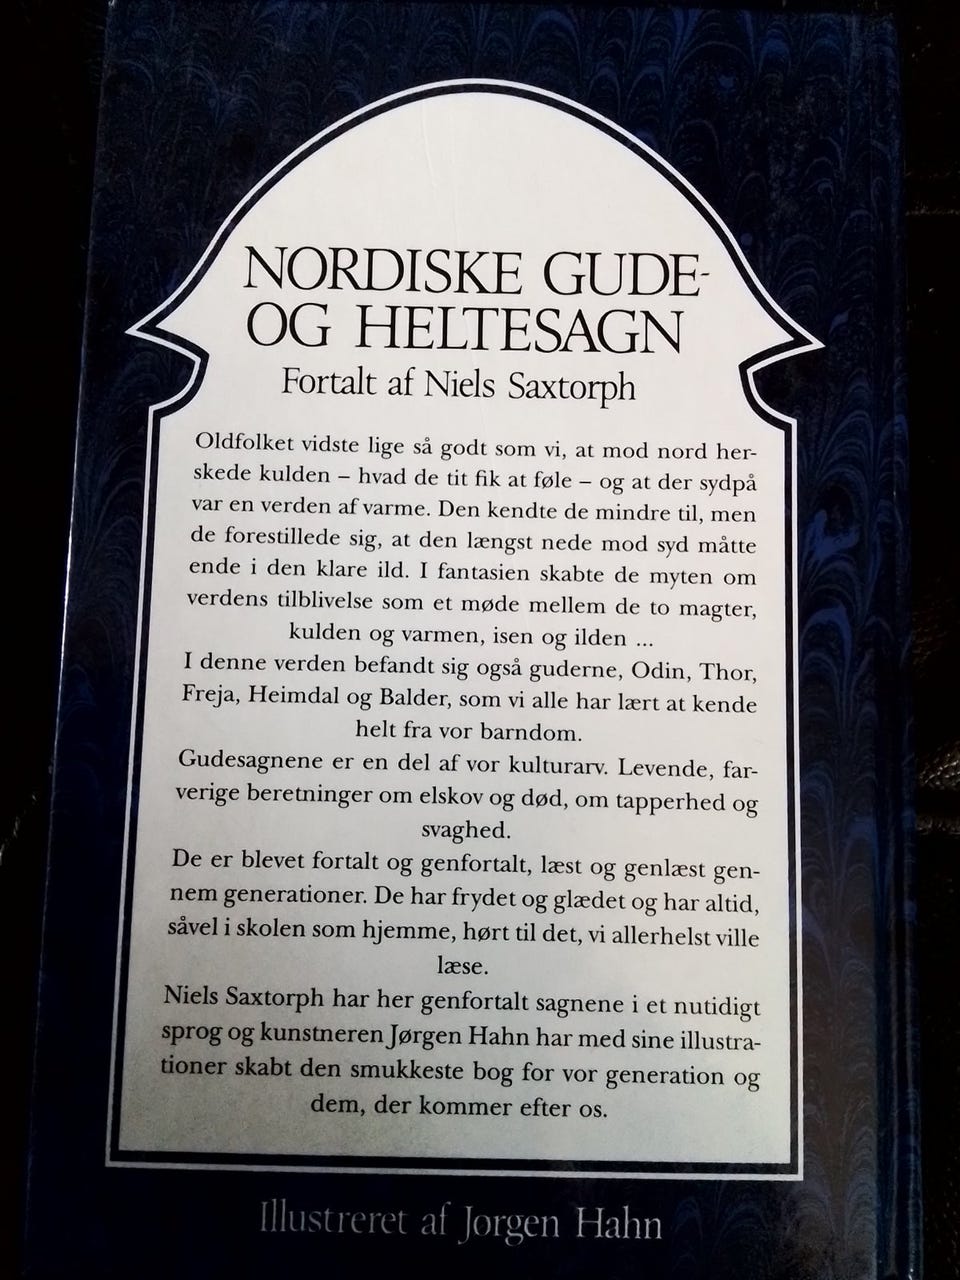 NORDISKE GUDE-
OG HELTESAGN
Fortalt af Niels Saxtorph
Oldfolket vidste lige så godt som vi, at mod nord her-
skede kulden – hvad de tit fik at føle – og at der sydpå
var en verden af varme. Den kendte de mindre til, men
de forestillede sig, at den længst nede mod syd måtte
ende i den klare ild. I fantasien skabte de myten om
verdens tilblivelse som et møde mellem de to magter,
kulden og varmen, isen og ilden ...
I denne verden befandt sig også guderne, Odin, Thor,
Freja, Heimdal og Balder, som vi alle har lært at kende
helt fra vor barndom.
Gudesagnene er en del af vor kulturarv. Levende, far-
verige beretninger om elskov og død, om tapperhed og
svaghed.
De er blevet fortalt og genfortalt, læst og genlæst gen-
nem generationer. De har frydet og glædet og har altid,
såvel i skolen som hjemme, hørt til det, vi allerhelst ville
læse.
Niels Saxtorph har her genfortalt sagnene i et nutidigt
sprog og kunstneren Jørgen Hahn har med sine illustra-
tioner skabt den smukkeste bog for vor generation og
dem, der kommer efter os.
Illustreret af Jorgen Hahn